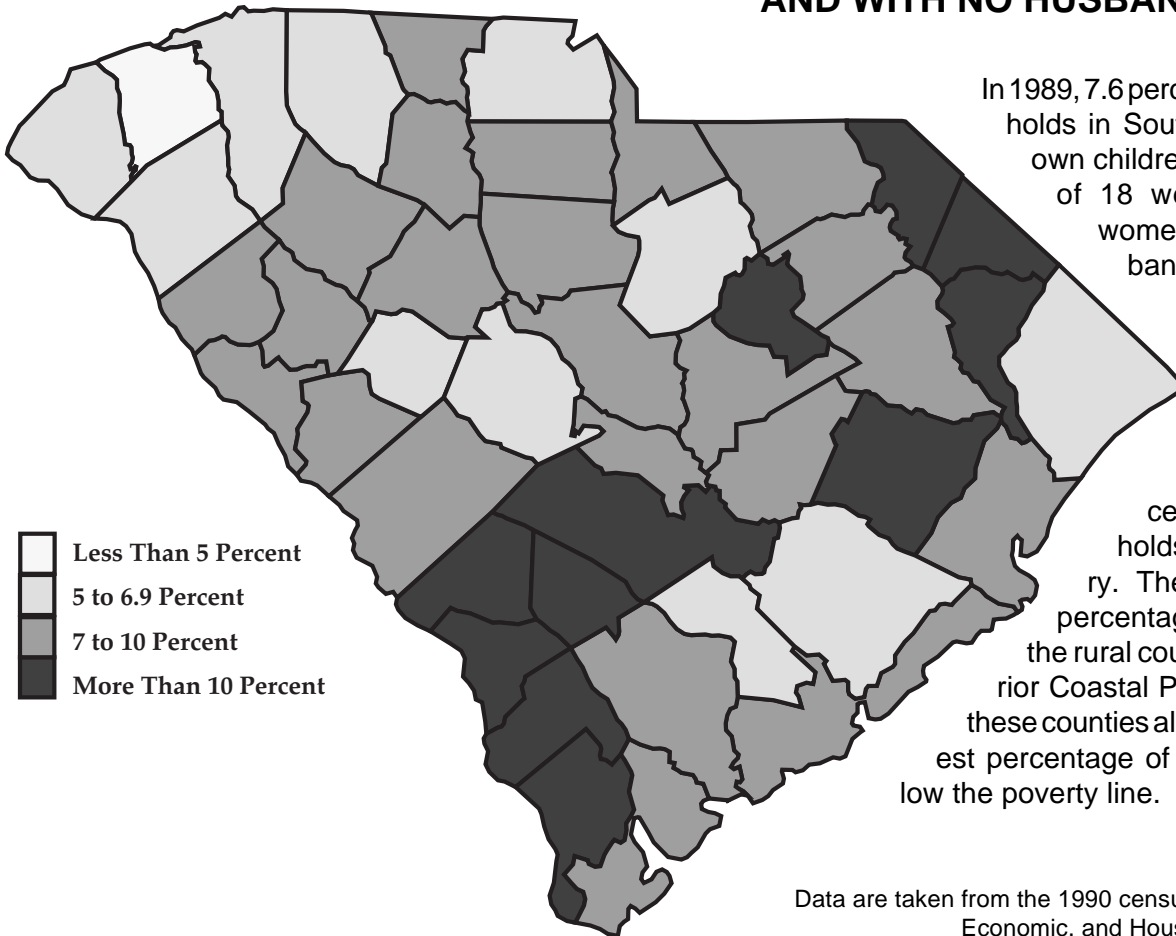 AND WITH NO HUSBAN
In 1989, 7.6 perc
holds in Sou
own childre
of 18 we
wome
ban
ce
holds
ry. The
percentag
the rural cou
rior Coastal P
these counties al
est percentage of
low the poverty line.
Less Than 5 Percent
5 to 6.9 Percent
7 to 10 Percent
More Than 10 Percent
Data are taken from the 1990 censu
Economic, and Hous